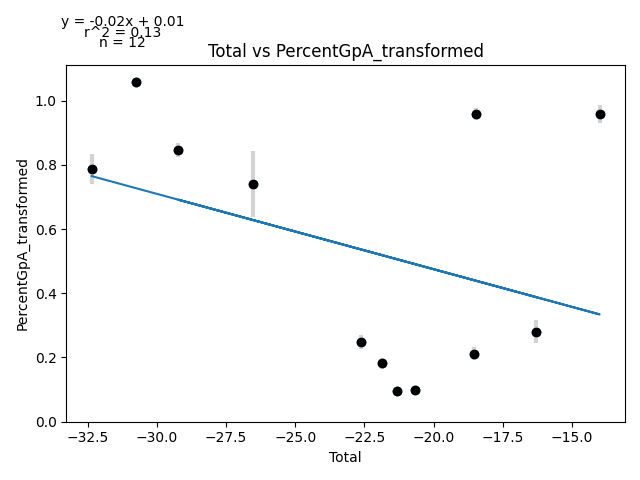 y = -0.02x + 0.01
r^2 = 0.13
n = 12
Total vs PercentGpA_transformed
PercentGpA_transformed
1.0
0.8
0.6
0.4
0.2
0.0
−32.5 −30.0 −27.5 −25.0 −22.5 −20.0 −17.5 −15.0
Total